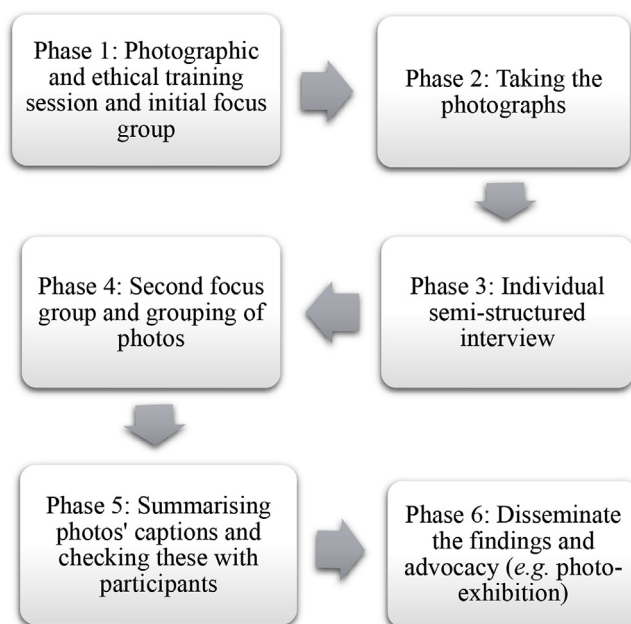 Phase 1: Photographic
and ethical training
session and initial focus
group
Phase 2: Taking the
photographs
Phase 3: Individual
semi-structured
interview
Phase 4: Second focus
group and grouping of
photos
Phase 5: Summarising
photos' captions and
checking these with
participants
Phase 6: Disseminate
the findings and
advocacy (e.g. photo-
exhibition)